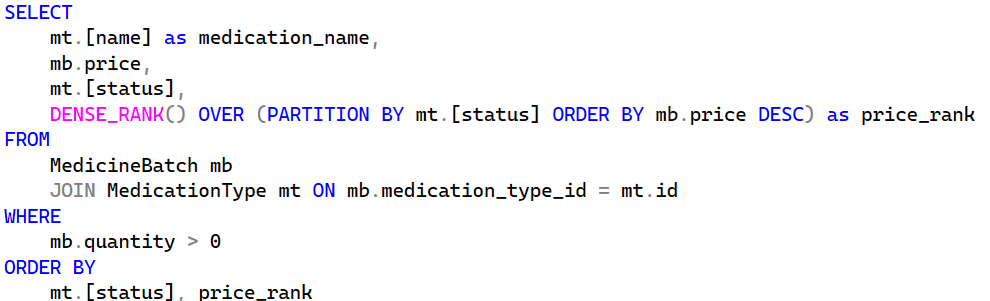 SELECT
mt.[name] as medication_name,
mb.price,
mt.[status],
DENSE_RANK() OVER (PARTITION BY mt.[status] ORDER BY mb.price DESC) as price_rank
FROM
MedicineBatch mb
JOIN MedicationType mt ON mb.medication_type_id = mt.id
WHERE
mb.quantity > 0
ORDER BY
mt.[status], price_rank